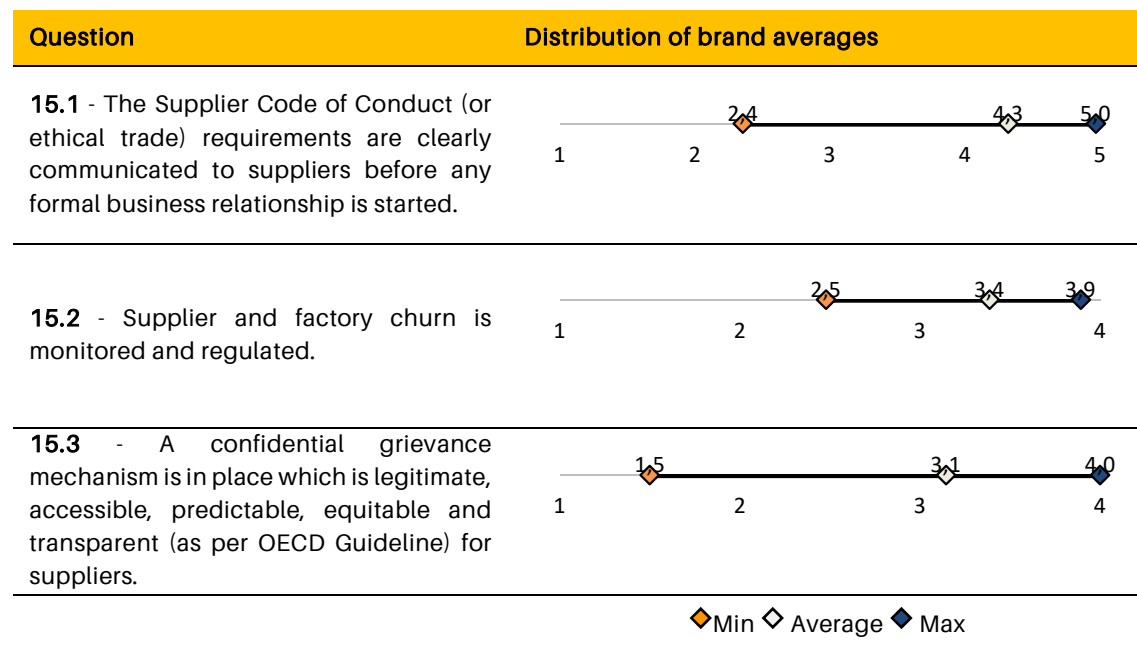 Question Distribution of brand averages
15.1 - The Supplier Code of Conduct (or
ethical trade) requirements are clearly
communicated to suppliers before any
formal business relationship is started.
2.4 4.3 5.0
1 2 3 4 5
15.2 - Supplier and factory churn is
monitored and regulated.
2.5 3.4 3.9
1 2 3 4
15.3 - A confidential grievance
mechanism is in place which is legitimate,
accessible, predictable, equitable and
transparent (as per OECD Guideline) for
suppliers.
1.5 3.1 4.0
1 2 3 4
Min Average Max